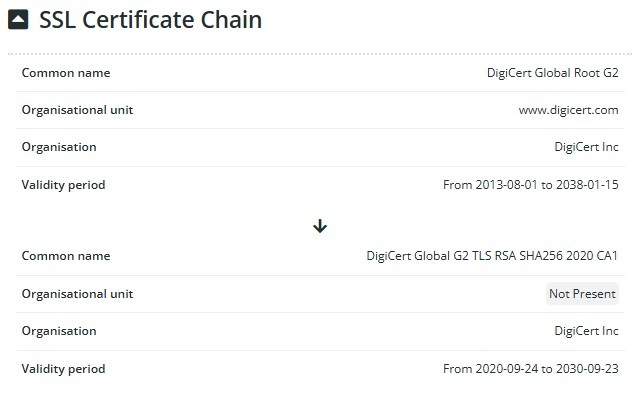 SSL Certificate Chain
Common name DigiCert Global Root G2
Organisational unit www.digicert.com
Organisation DigiCert Inc
Validity period From 2013-08-01 to 2038-01-15
Common name DigiCert Global G2 TLS RSA SHA256 2020 CA1
Organisational unit Not Present
Organisation DigiCert Inc
Validity period From 2020-09-24 to 2030-09-23